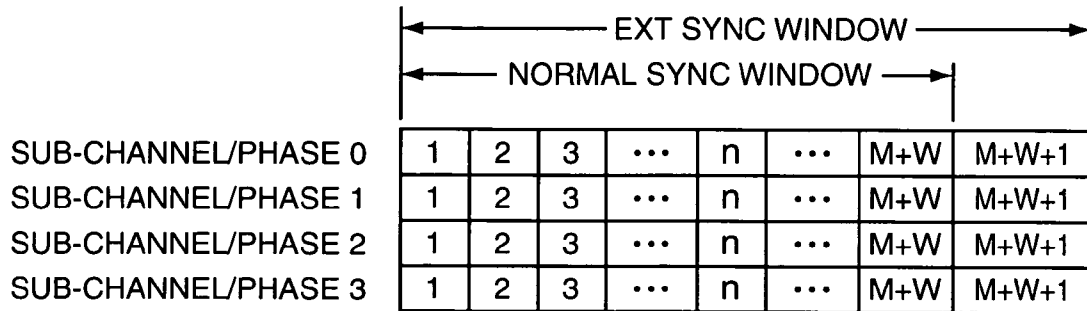 EXT SYNC WINDOW
NORMAL SYNC WINDOW
SUB-CHANNEL/PHASE 0 1 2 3 ... n ... M+W M+W+1
SUB-CHANNEL/PHASE 1 1 2 3 ... n ... M+W M+W+1
SUB-CHANNEL/PHASE 2 1 2 3 ... n ... M+W M+W+1
SUB-CHANNEL/PHASE 3 1 2 3 ... n ... M+W M+W+1